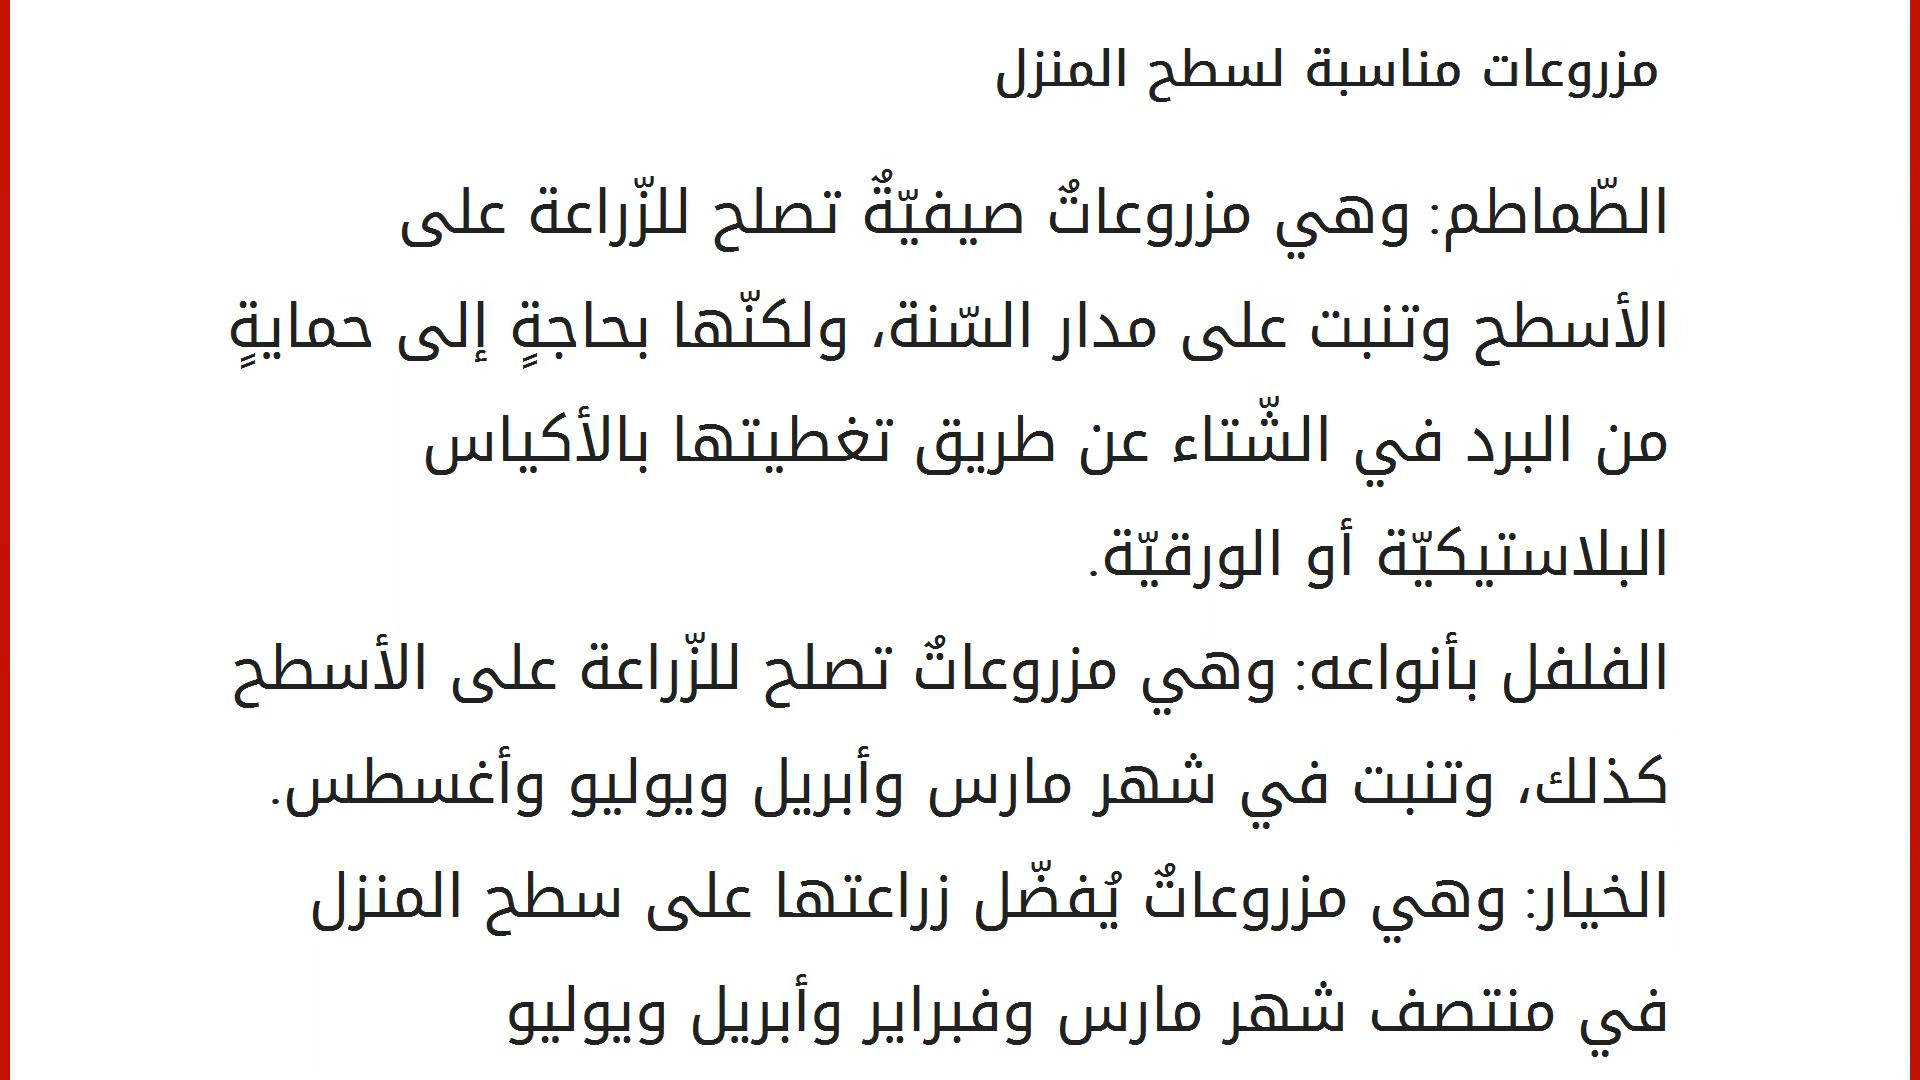 مزروعات مناسبة لسطح المنزل
الطّماطم: وهي مزروعاتٌ صيفيّةٌ تصلح للزّراعة على
الأسطح وتنبت على مدار السّنة، ولكنّها بحاجةٍ إلى حمايةٍ
من البرد في الشّتاء عن طريق تغطيتها بالأكياس
البلاستيكيّة أو الورقيّة.
الفلفل بأنواعه: وهي مزروعاتٌ تصلح للزّراعة على الأسطح
كذلك، وتنبت في شهر مارس وأبريل ويوليو وأغسطس.
الخيار: وهي مزروعاتٌ يُفضّل زراعتها على سطح المنزل
في منتصف شهر مارس وفبراير وأبريل ويوليو